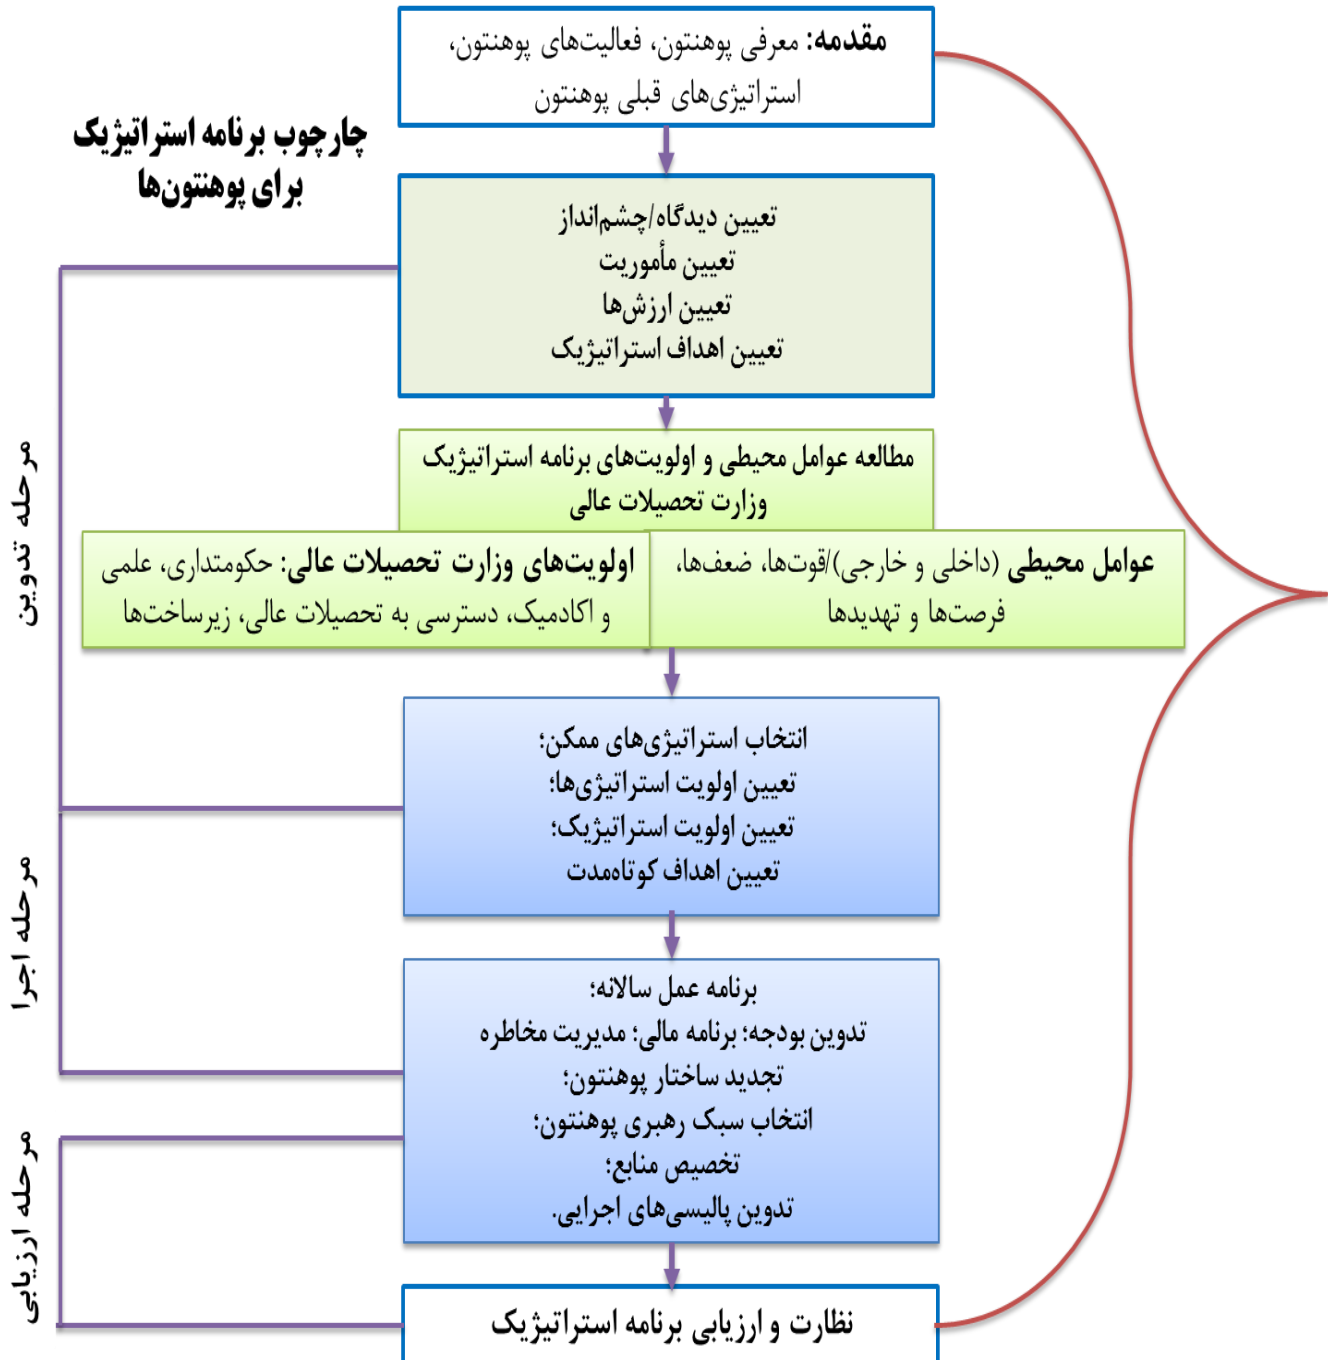 مقدمه: معرفی پوهنتون، فعالیت‌های پوهنتون،
استراتیژی‌های قبلی پوهنتون
چارچوب برنامه استراتیژیک
برای پوهنتون‌ها
تعیین دیدگاه/چشم‌انداز
تعیین مأموریت
تعیین ارزش‌ها
تعیین اهداف استراتیژیک
مطالعه عوامل محیطی و اولویت‌های برنامه استراتیژیک
وزارت تحصیلات عالی
عوامل محیطی (داخلی و خارجی)/قوت‌ها، ضعف‌ها،
فرصت‌ها و تهدیدها
اولویت‌های وزارت تحصیلات عالی: حکومتداری، علمی
و اکادمیک، دسترسی به تحصیلات عالی، زیرساخت‌ها
انتخاب استراتیژی‌های ممکن؛
تعیین اولویت استراتیژی‌ها؛
تعیین اولویت استراتیژیک؛
تعیین اهداف کوتاه‌مدت
برنامه عمل سالانه؛
تدوین بودجه؛ برنامه مالی؛ مدیریت مخاطره
تجدید ساختار پوهنتون؛
انتخاب سبک رهبری پوهنتون؛
تخصیص منابع؛
تدوین پالیسی‌های اجرایی.
نظارت و ارزیابی برنامه استراتیژیک
مرحله تدوین
مرحله اجرا
مرحله ارزیابی